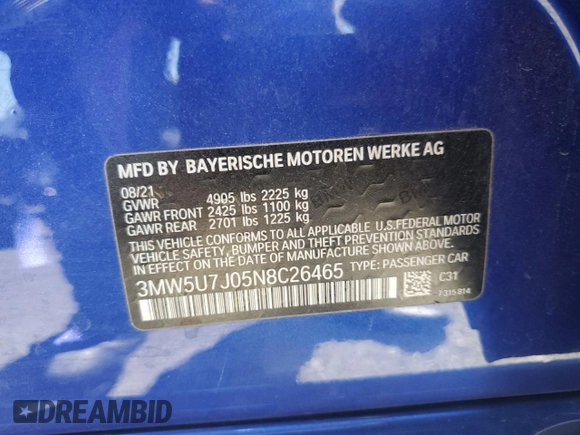 MFD BY BAYERISCHE MOTOREN WERKE AG
08/21
GVWR 4905 lbs 2225 kg
GAWR FRONT 2425 lbs 1100 kg
GAWR REAR 2701 lbs 1225 kg
THIS VEHICLE CONFORMS TO ALL APPLICABLE U.S.FEDERAL MOTOR
VEHICLE SAFETY, BUMPER, AND THEFT PREVENTION STANDARDS
IN EFFECT ON THE DATE OF MANUFACTURE SHOWN ABOVE.
3MW5U7J05N8C26465 TYPE: PASSENGER CAR
C31
7315814
DREAMBID